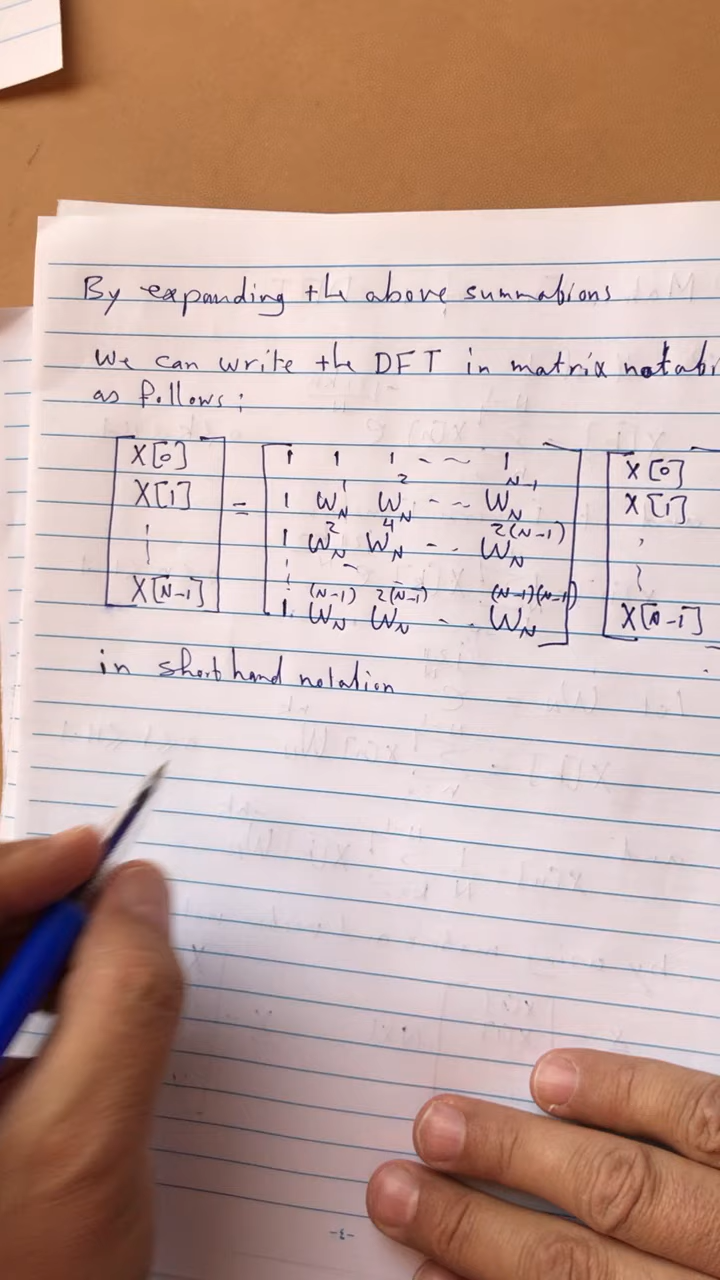 By expanding the above summations
we can write the DFT in matrix notati
as follows:
X[0] 1 1 1 - ~ 1 X[0]
X[1] = 1 W_N^1 W_N^2 - - W_N^{N-1} X[1]
1 W_N^2 W_N^4 - - W_N^{2(N-1)}
X[N-1] 1 W_N^{(N-1)} W_N^{2(N-1)} - - W_N^{(N-1)(N-1)} X[N-1]
in shorthand notation